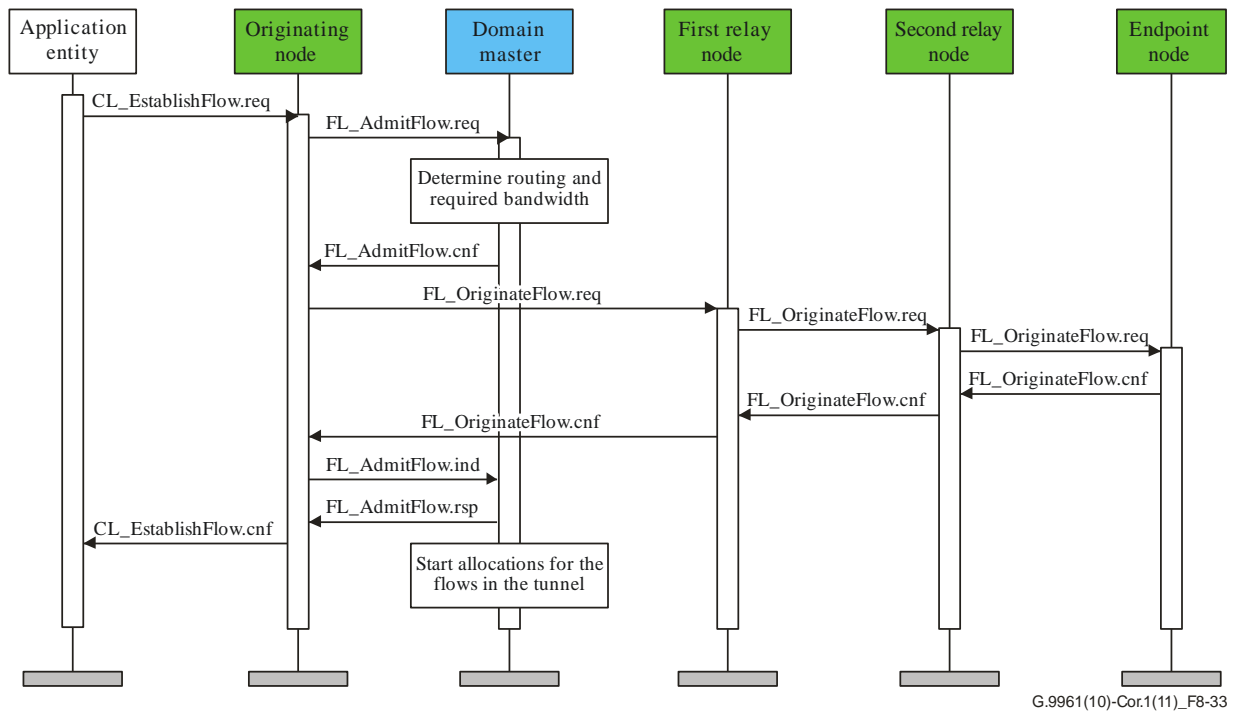 Application
entity
Originating
node
Domain
master
First relay
node
Second relay
node
Endpoint
node
CL_EstablishFlow.req
FL_AdmitFlow.req
Determine routing and
required bandwidth
FL_AdmitFlow.cnf
FL_OriginateFlow.req
FL_OriginateFlow.req
FL_OriginateFlow.req
FL_OriginateFlow.cnf
FL_OriginateFlow.cnf
FL_OriginateFlow.cnf
FL_AdmitFlow.ind
FL_AdmitFlow.rsp
CL_EstablishFlow.cnf
Start allocations for the
flows in the tunnel
G.9961(10)-Cor.1(11)_F8-33